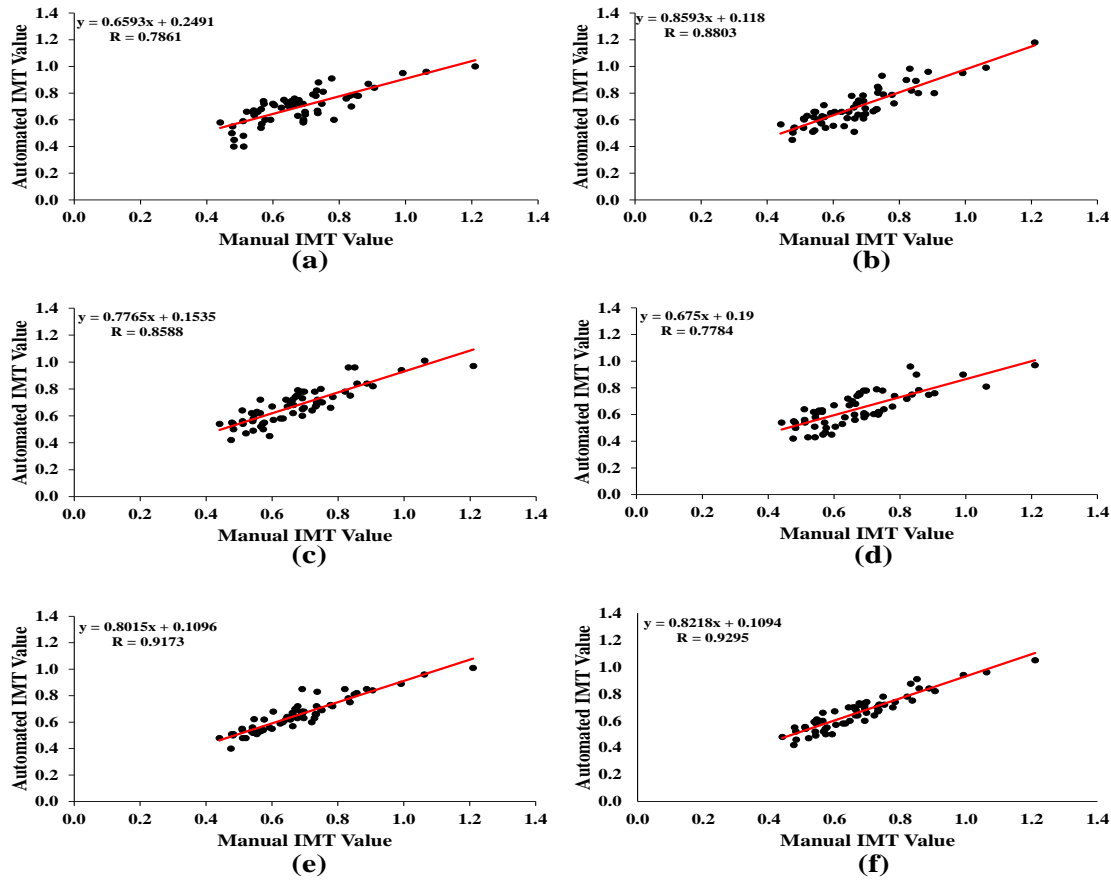 y = 0.6593x + 0.2491
R = 0.7861
Automated IMT Value
1.4
1.2
1.0
0.8
0.6
0.4
0.2
0.0
0.0 0.2 0.4 0.6 0.8 1.0 1.2 1.4
Manual IMT Value
(a)
y = 0.8593x + 0.118
R = 0.8803
Automated IMT Value
1.4
1.2
1.0
0.8
0.6
0.4
0.2
0.0
0.0 0.2 0.4 0.6 0.8 1.0 1.2 1.4
Manual IMT Value
(b)
y = 0.7765x + 0.1535
R = 0.8588
Automated IMT Value
1.4
1.2
1.0
0.8
0.6
0.4
0.2
0.0
0.0 0.2 0.4 0.6 0.8 1.0 1.2 1.4
Manual IMT Value
(c)
y = 0.675x + 0.19
R = 0.7784
Automated IMT Value
1.4
1.2
1.0
0.8
0.6
0.4
0.2
0.0
0.0 0.2 0.4 0.6 0.8 1.0 1.2 1.4
Manual IMT Value
(d)
y = 0.8015x + 0.1096
R = 0.9173
Automated IMT Value
1.4
1.2
1.0
0.8
0.6
0.4
0.2
0.0
0.0 0.2 0.4 0.6 0.8 1.0 1.2 1.4
Manual IMT Value
(e)
y = 0.8218x + 0.1094
R = 0.9295
Automated IMT Value
1.4
1.2
1.0
0.8
0.6
0.4
0.2
0.0
0.0 0.2 0.4 0.6 0.8 1.0 1.2 1.4
Manual IMT Value
(f)